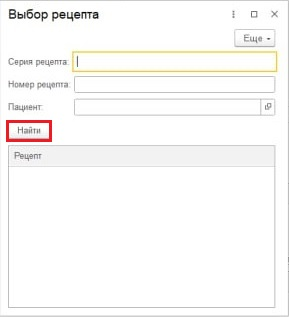 Выбор рецепта
Еще
Серия рецепта:
Номер рецепта:
Пациент:
Найти
Рецепт